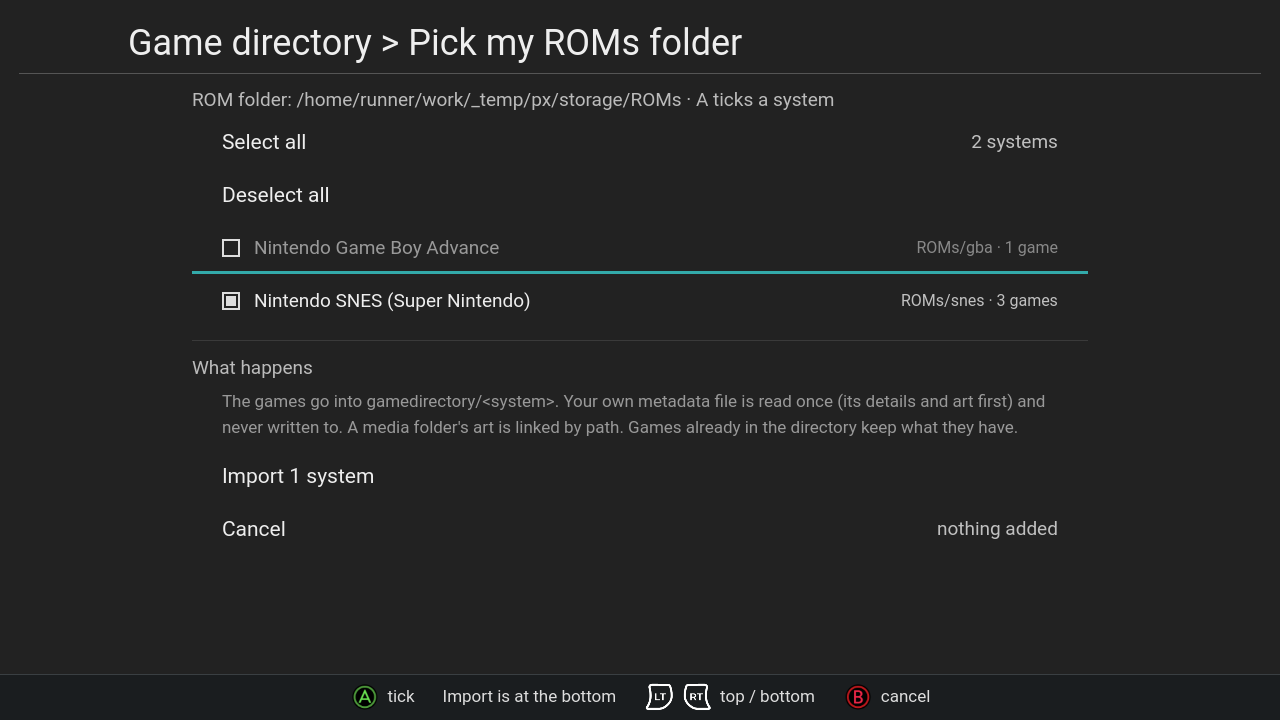 Game directory > Pick my ROMs folder
ROM folder: /home/runner/work/_temp/px/storage/ROMs · A ticks a system
Select all 2 systems
Deselect all
Nintendo Game Boy Advance ROMs/gba · 1 game
Nintendo SNES (Super Nintendo) ROMs/snes · 3 games
What happens
The games go into gamedirectory/<system>. Your own metadata file is read once (its details and art first) and
never written to. A media folder's art is linked by path. Games already in the directory keep what they have.
Import 1 system
Cancel nothing added
A tick Import is at the bottom LT RT top / bottom B cancel